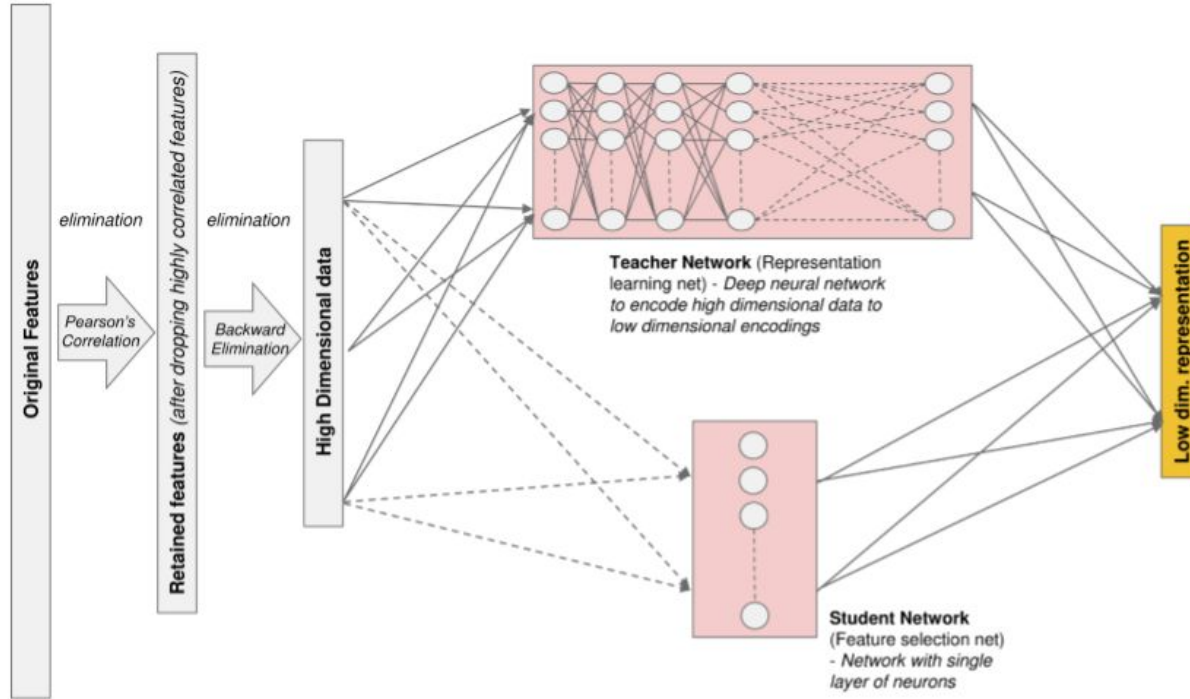 Original Features
elimination
Pearson's
Correlation
Retained features (after dropping highly correlated features)
elimination
Backward
Elimination
High Dimensional data
Teacher Network (Representation
learning net) - Deep neural network
to encode high dimensional data to
low dimensional encodings
Student Network
(Feature selection net)
- Network with single
layer of neurons
Low dim. representation